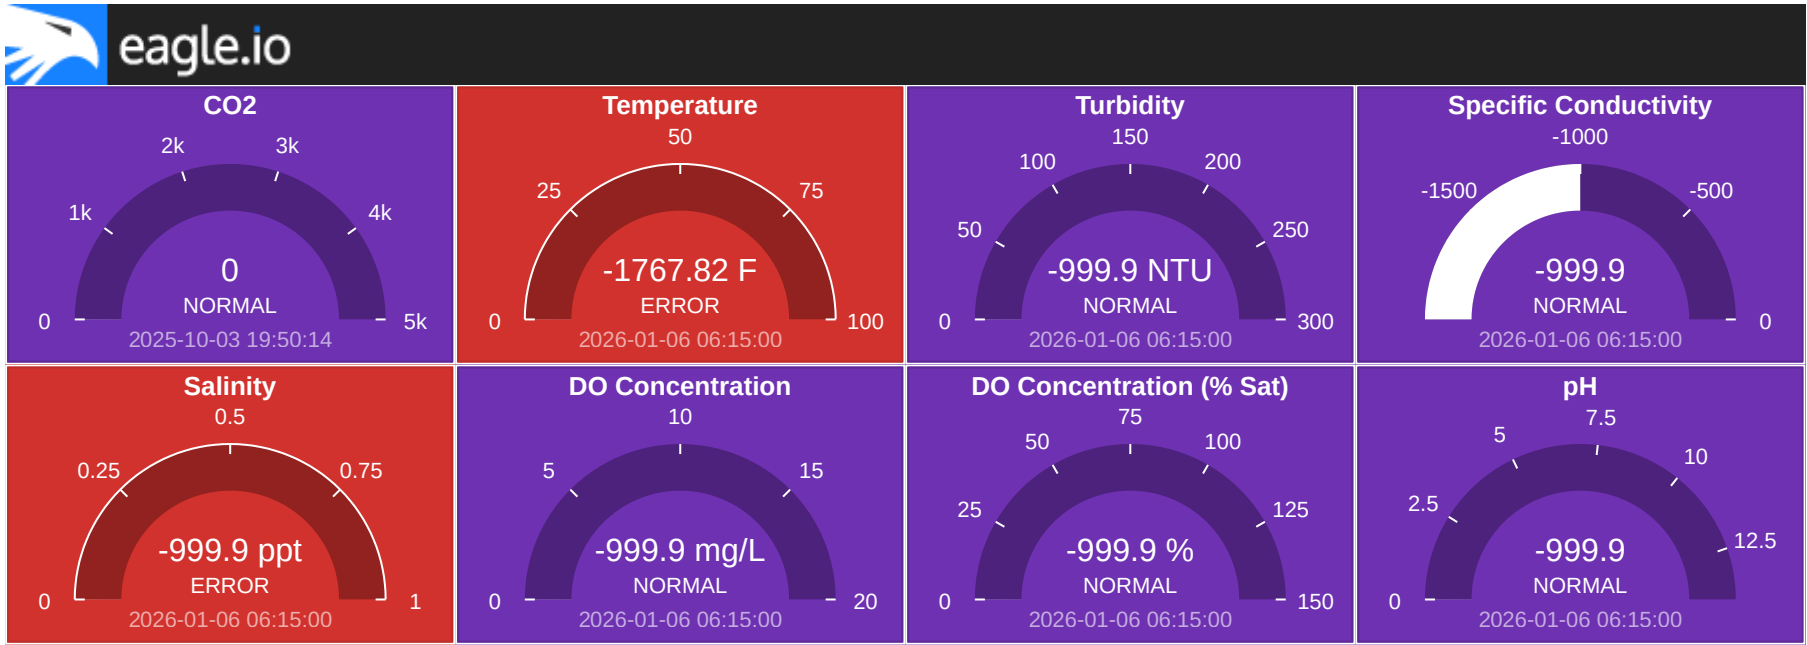 eagle.io
CO2
2k
3k
1k
4k
0
NORMAL
0
5k
2025-10-03 19:50:14
Temperature
50
25
75
-1767.82 F
ERROR
0
100
2026-01-06 06:15:00
Turbidity
150
100
200
50
250
-999.9 NTU
NORMAL
0
300
2026-01-06 06:15:00
Specific Conductivity
-1000
-1500
-500
-999.9
NORMAL
0
2026-01-06 06:15:00
Salinity
0.5
0.25
0.75
-999.9 ppt
ERROR
0
1
2026-01-06 06:15:00
DO Concentration
10
5
15
-999.9 mg/L
NORMAL
0
20
2026-01-06 06:15:00
DO Concentration (% Sat)
75
50
100
25
125
-999.9 %
NORMAL
0
150
2026-01-06 06:15:00
pH
7.5
5
10
2.5
12.5
-999.9
NORMAL
0
2026-01-06 06:15:00